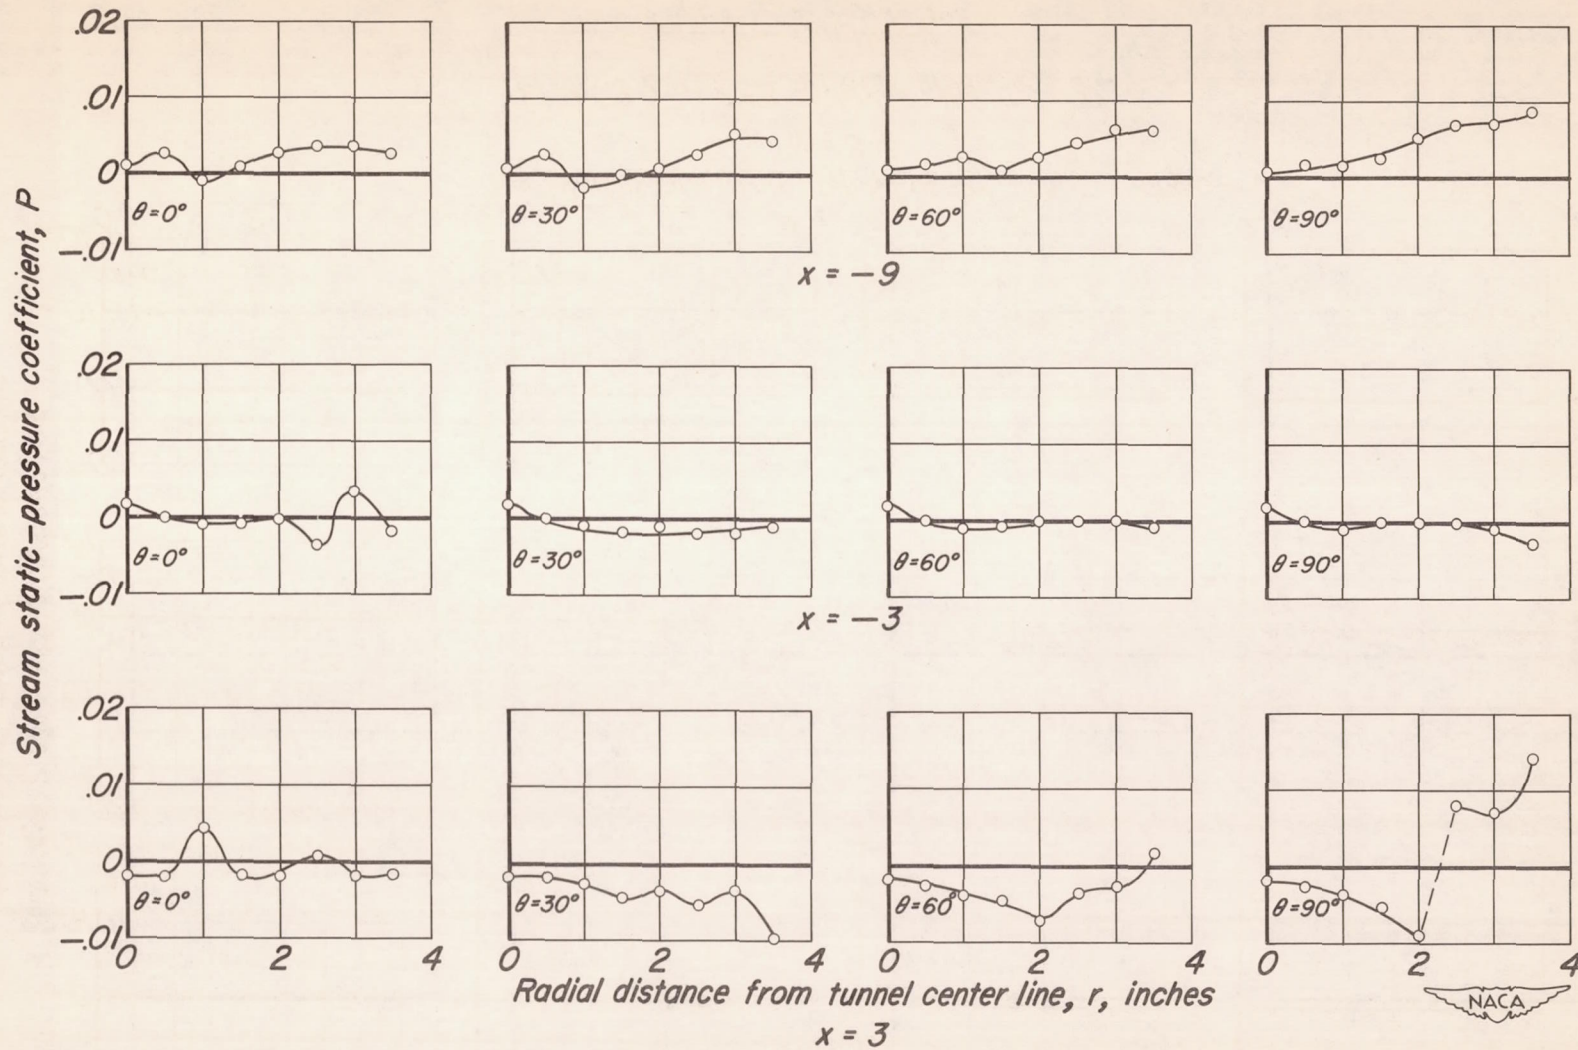 Stream static–pressure coefficient, P
.02
.01
0
–.01
θ=0°
θ=30°
θ=60°
θ=90°
x = –9
.02
.01
0
–.01
θ=0°
θ=30°
θ=60°
θ=90°
x = –3
.02
.01
0
–.01
θ=0°
θ=30°
θ=60°
θ=90°
0 2 4 0 2 4 0 2 4 0 2 4
Radial distance from tunnel center line, r, inches
x = 3
NACA